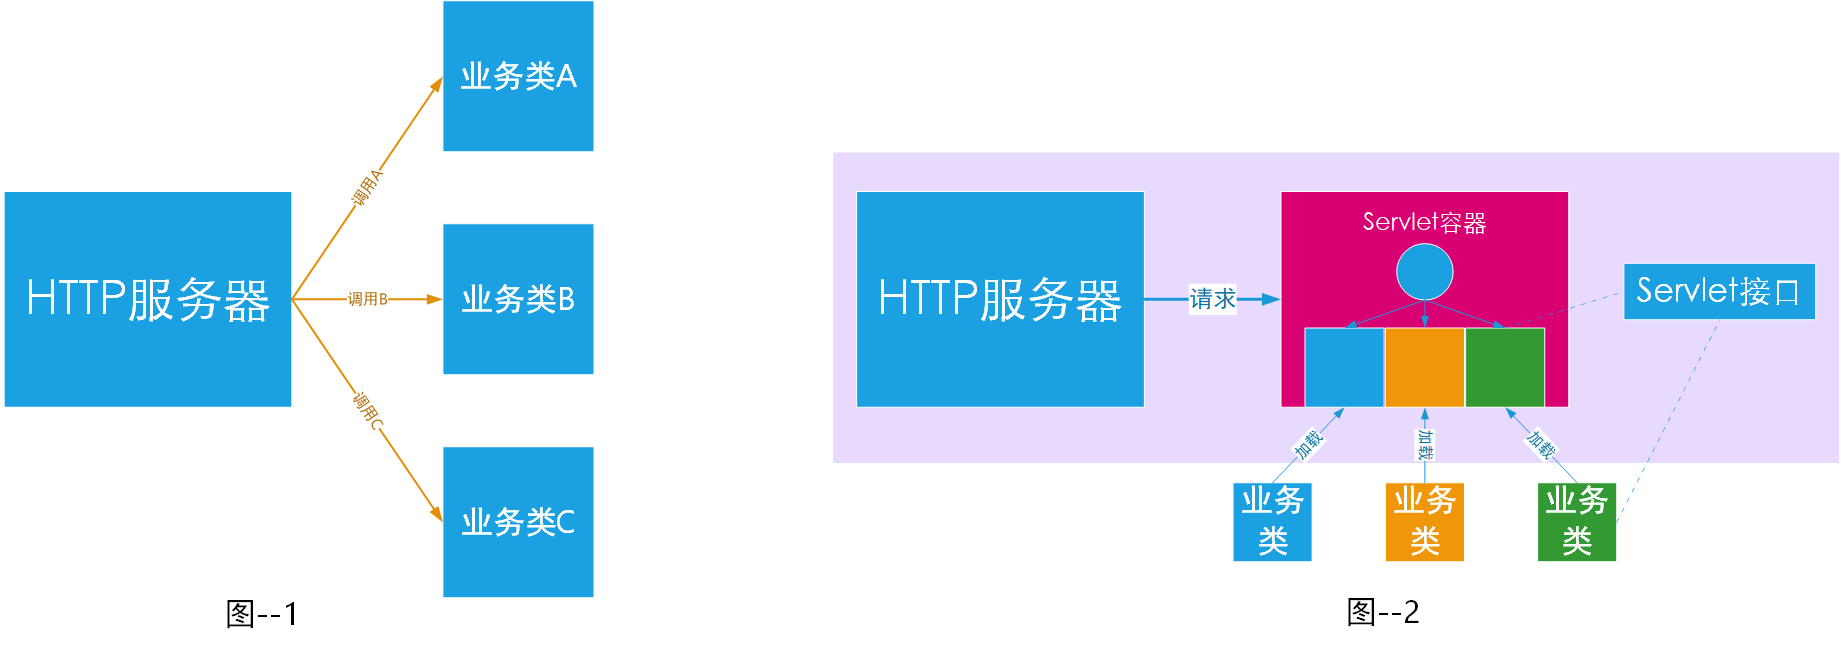 业务类A
调用A
HTTP服务器
调用B
业务类B
调用C
业务类C
图--1
HTTP服务器
请求
Servlet容器
Servlet接口
加载
加载
加载
业务
类
业务
类
业务
类
图--2